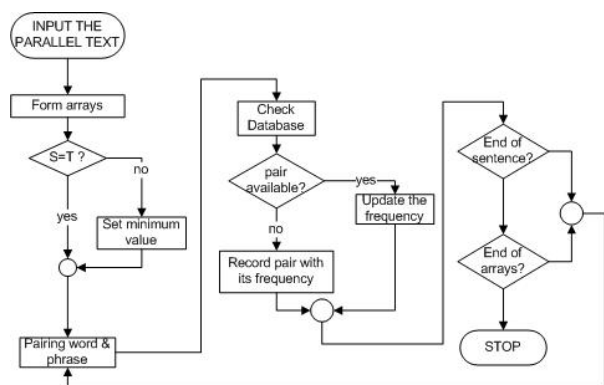 INPUT THE
PARALLEL TEXT
Form arrays
S=T ?
no
yes
Set minimum
value
Pairing word &
phrase
Check
Database
pair
available?
yes
Update the
frequency
no
Record pair with
its frequency
End of
sentence?
End of
arrays?
STOP